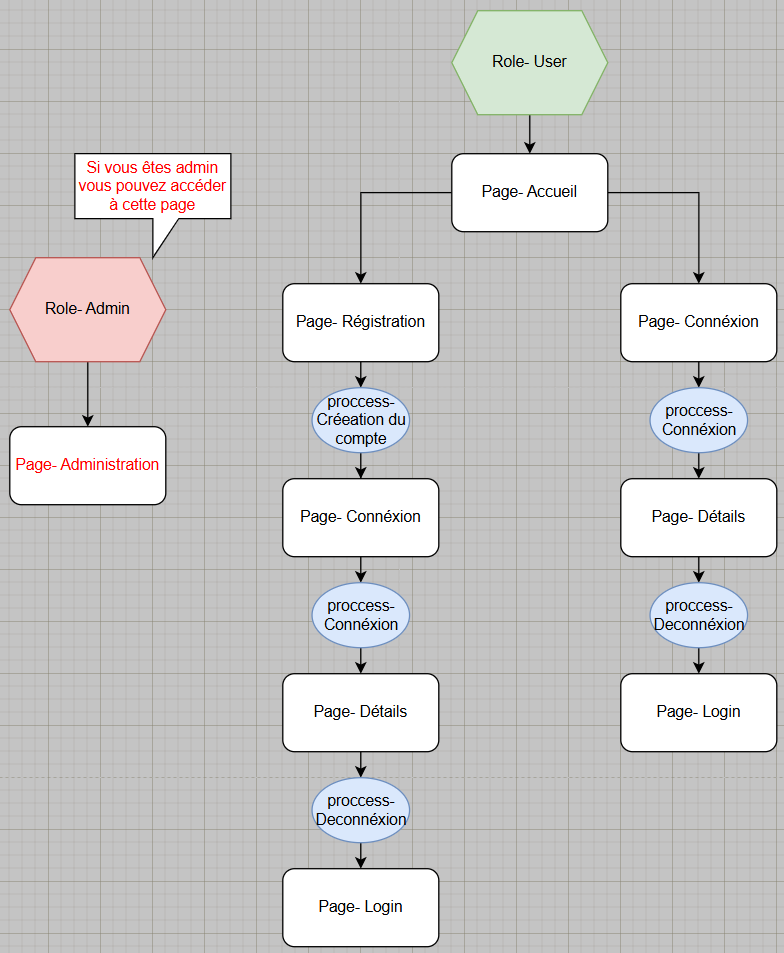 Role- User
Page- Accueil
Si vous êtes admin
vous pouvez accéder
à cette page
Role- Admin
Page- Administration
Page- Régistration
proccess-
Créeation du
compte
Page- Connéxion
proccess-
Connéxion
Page- Détails
proccess-
Deconnéxion
Page- Login
Page- Connéxion
proccess-
Connéxion
Page- Détails
proccess-
Deconnéxion
Page- Login